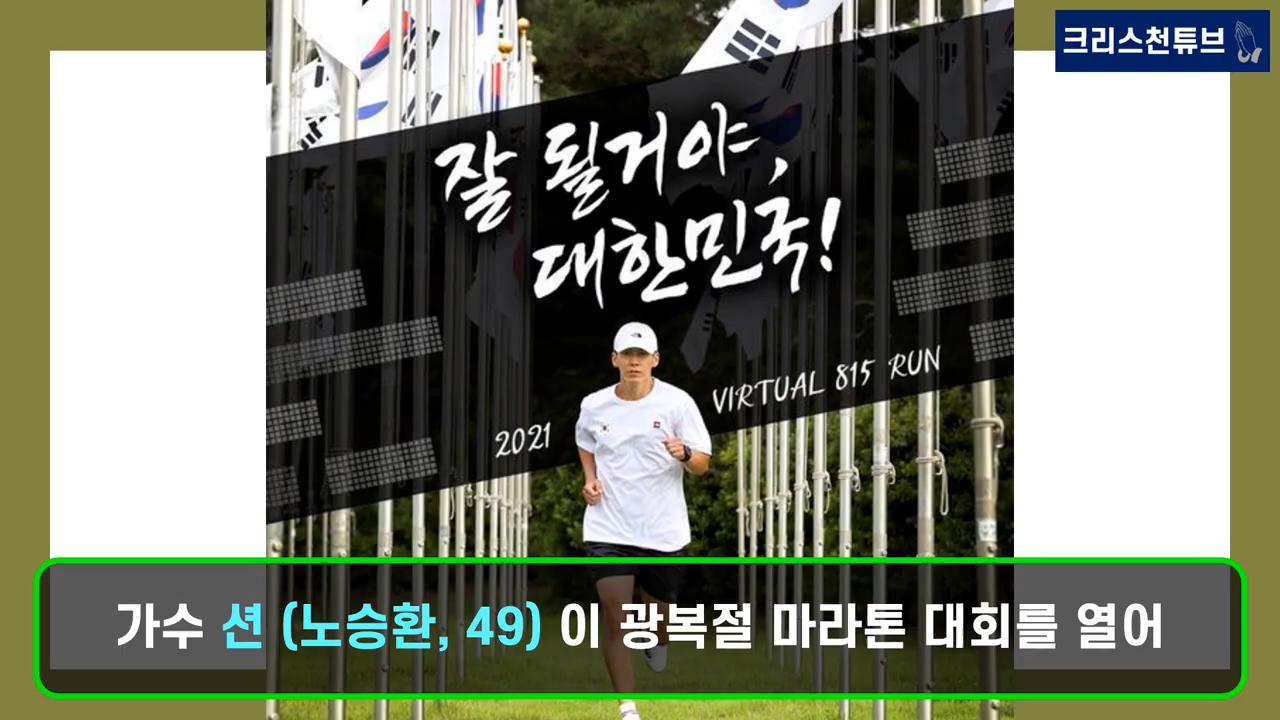 크리스천튜브
잘 될거야,
대한민국!
2021
VIRTUAL 815 RUN
가수 션 (노승환, 49) 이 광복절 마라톤 대회를 열어